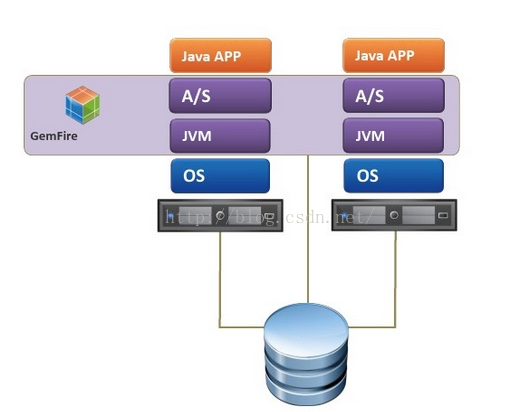 Java APP
Java APP
A/S
A/S
GemFire
JVM
JVM
OS
OS
http://blog.csdn.net/